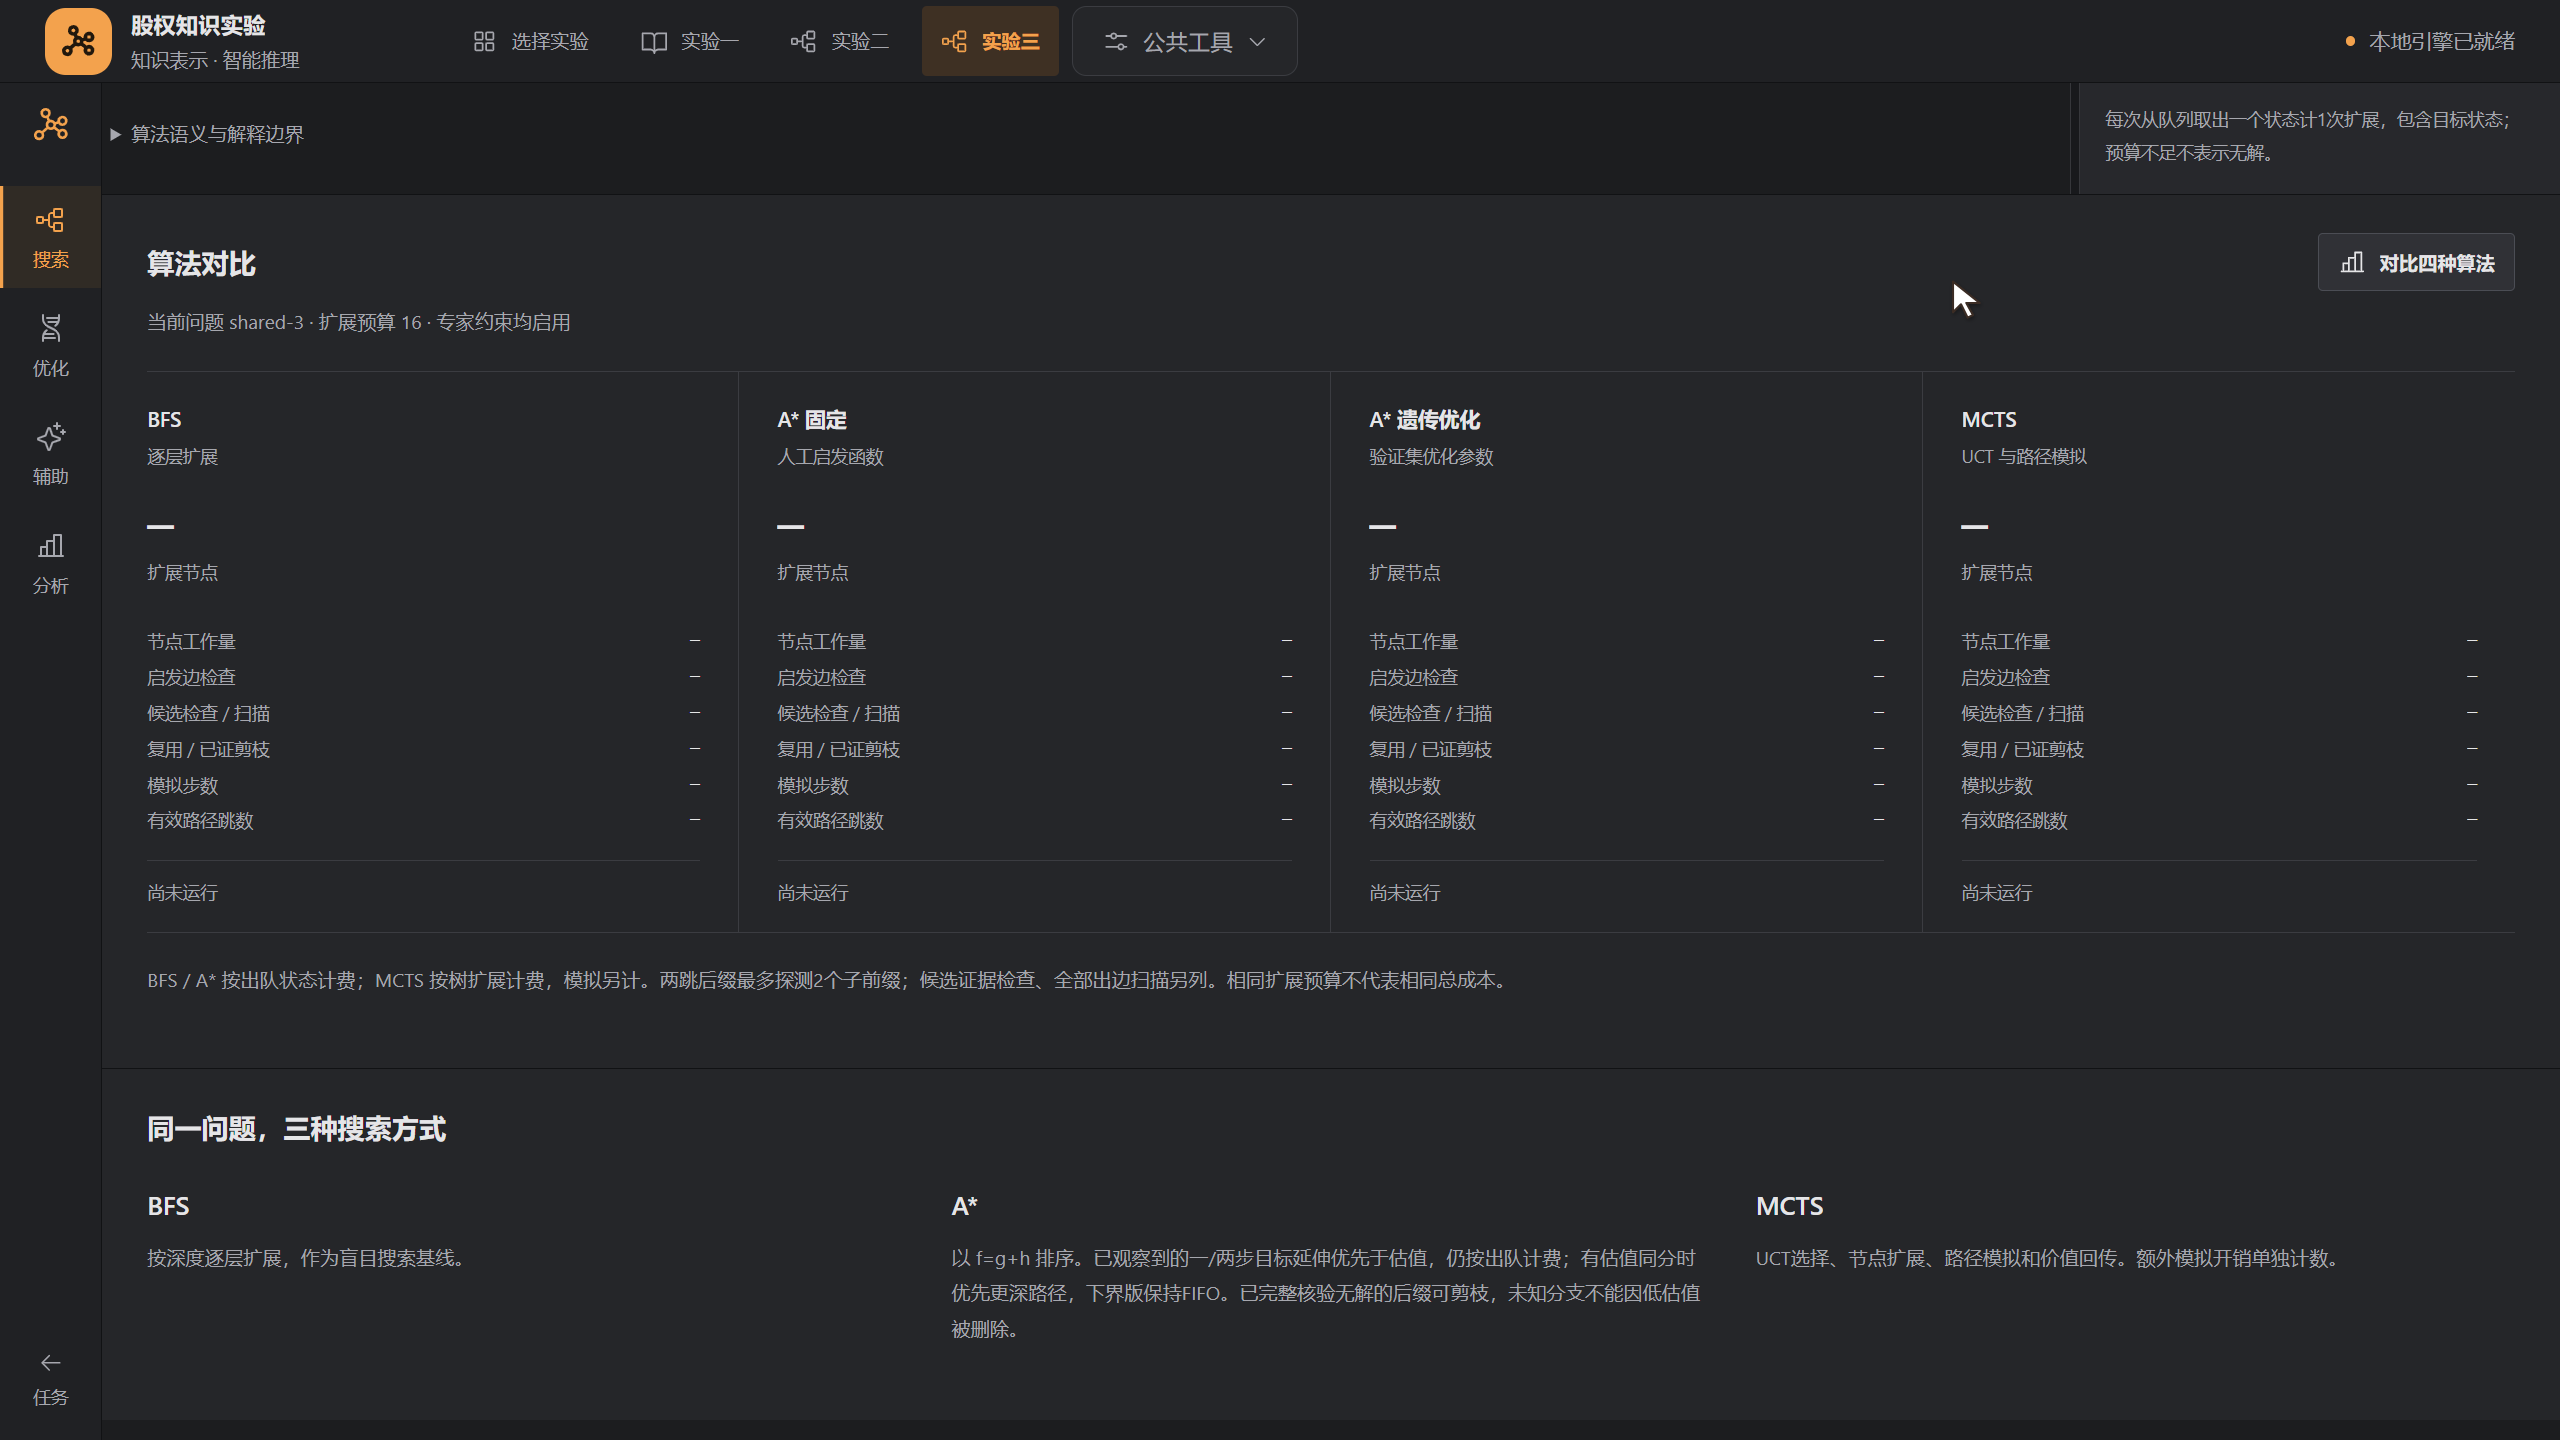 股权知识实验
知识表示 · 智能推理
选择实验
实验一
实验二
实验三
公共工具
本地引擎已就绪
搜索
优化
辅助
分析
任务
算法语义与解释边界
每次从队列取出一个状态计1次扩展，包含目标状态；
预算不足不表示无解。
算法对比
对比四种算法
当前问题 shared-3 · 扩展预算 16 · 专家约束均启用
BFS
逐层扩展
—
扩展节点
节点工作量 –
启发边检查 –
候选检查 / 扫描 –
复用 / 已证剪枝 –
模拟步数 –
有效路径跳数 –
尚未运行
A* 固定
人工启发函数
—
扩展节点
节点工作量 –
启发边检查 –
候选检查 / 扫描 –
复用 / 已证剪枝 –
模拟步数 –
有效路径跳数 –
尚未运行
A* 遗传优化
验证集优化参数
—
扩展节点
节点工作量 –
启发边检查 –
候选检查 / 扫描 –
复用 / 已证剪枝 –
模拟步数 –
有效路径跳数 –
尚未运行
MCTS
UCT 与路径模拟
—
扩展节点
节点工作量 –
启发边检查 –
候选检查 / 扫描 –
复用 / 已证剪枝 –
模拟步数 –
有效路径跳数 –
尚未运行
BFS / A* 按出队状态计费；MCTS 按树扩展计费，模拟另计。两跳后缀最多探测2个子前缀；候选证据检查、全部出边扫描另列。相同扩展预算不代表相同总成本。
同一问题，三种搜索方式
BFS
按深度逐层扩展，作为盲目搜索基线。
A*
以 f=g+h 排序。已观察到的一/两步目标延伸优先于估值，仍按出队计费；有估值同分时
优先更深路径，下界版保持FIFO。已完整核验无解的后缀可剪枝，未知分支不能因低估值
被删除。
MCTS
UCT选择、节点扩展、路径模拟和价值回传。额外模拟开销单独计数。